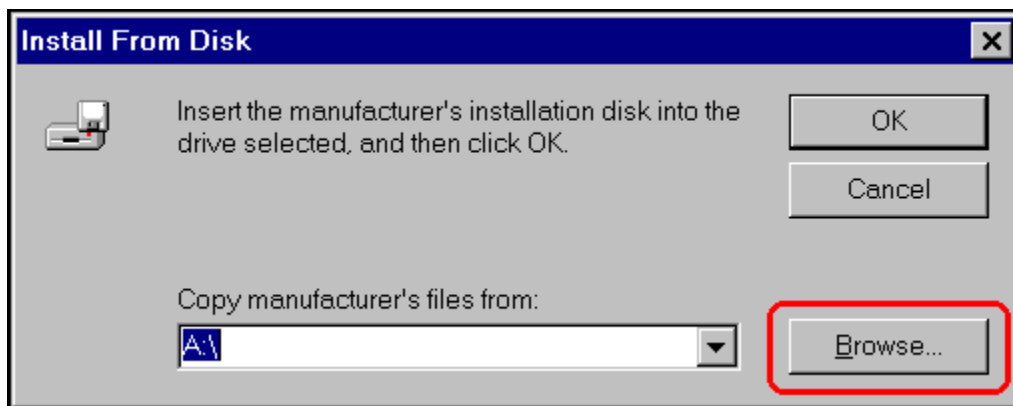 Install From Disk
Insert the manufacturer's installation disk into the
drive selected, and then click OK.
OK
Cancel
Copy manufacturer's files from:
A:\
Browse...